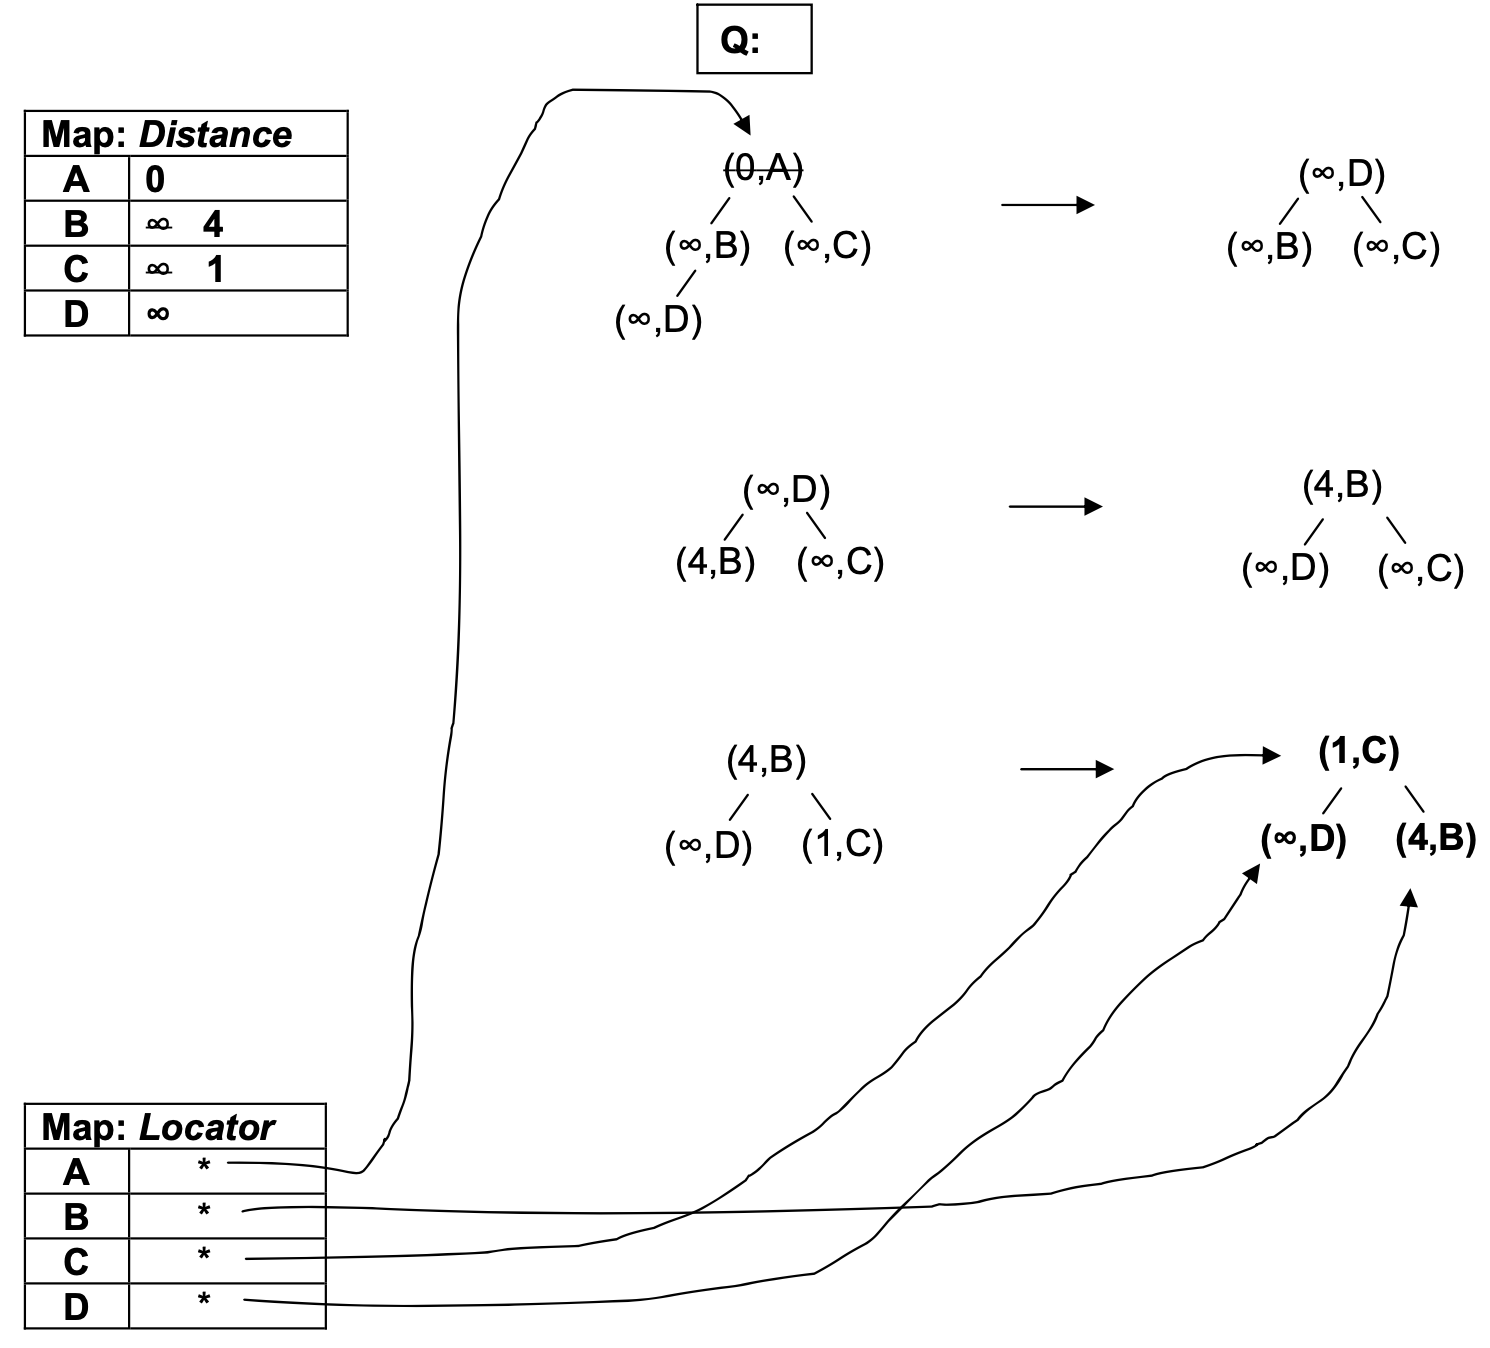 Q:
Map: Distance
A 0
B ∞ 4
C ∞ 1
D ∞
(0,A)
(∞,B) (∞,C)
(∞,D)
(∞,D)
(∞,B) (∞,C)
(∞,D)
(4,B) (∞,C)
(4,B)
(∞,D) (∞,C)
(4,B)
(∞,D) (1,C)
(1,C)
(∞,D) (4,B)
Map: Locator
A *
B *
C *
D *